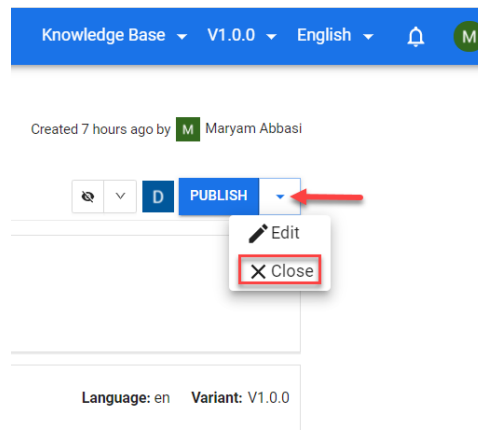 Knowledge Base V1.0.0 English M
Created 7 hours ago by M Maryam Abbasi
D PUBLISH
Edit
Close
Language: en Variant: V1.0.0